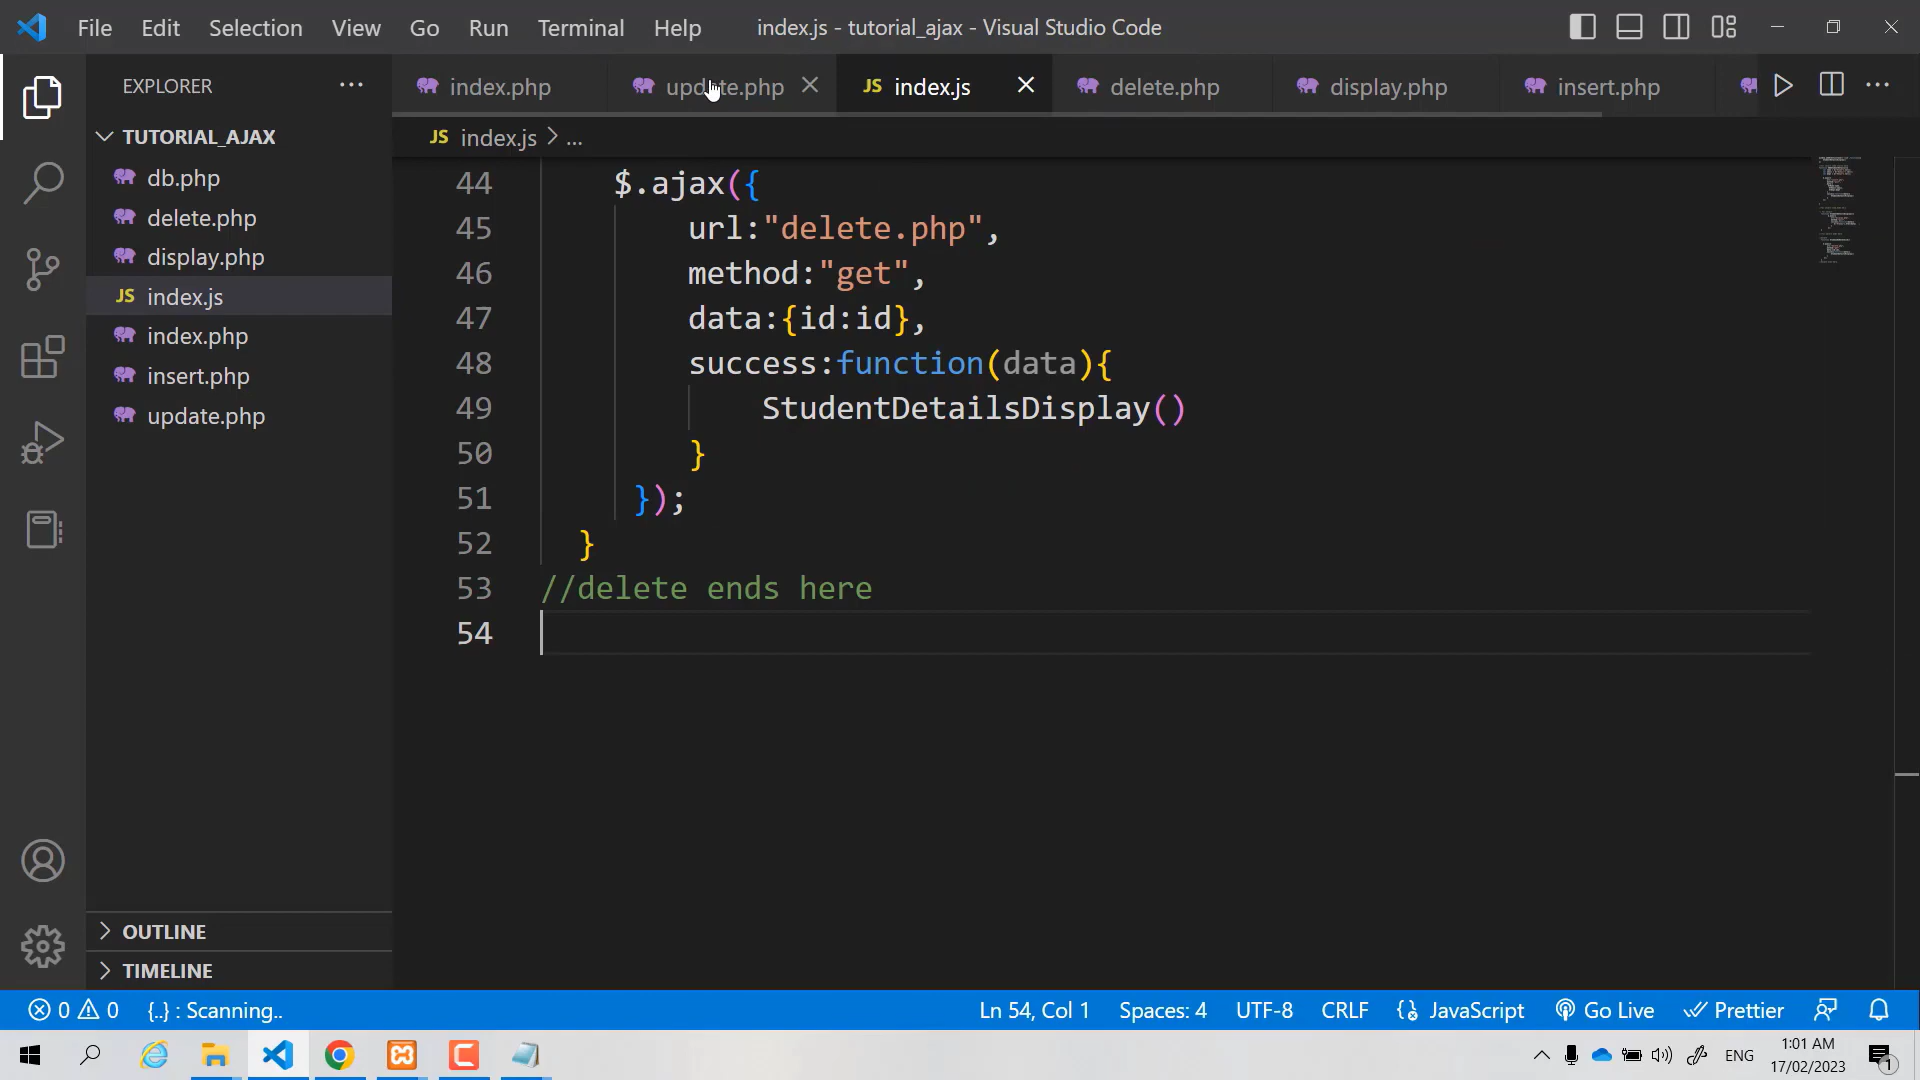 File Edit Selection View Go Run Terminal Help
index.js - tutorial_ajax - Visual Studio Code
EXPLORER
TUTORIAL_AJAX
db.php
delete.php
display.php
JS index.js
index.php
insert.php
update.php
OUTLINE
TIMELINE
index.php
update.php
JS index.js
delete.php
display.php
insert.php
JS index.js > ...
44 $.ajax({
45 url:"delete.php",
46 method:"get",
47 data:{id:id},
48 success:function(data){
49 StudentDetailsDisplay()
50 }
51 });
52 }
53 //delete ends here
54
0 0 {..} : Scanning..
Ln 54, Col 1 Spaces: 4 UTF-8 CRLF JavaScript Go Live Prettier
ENG
1:01 AM
17/02/2023
1